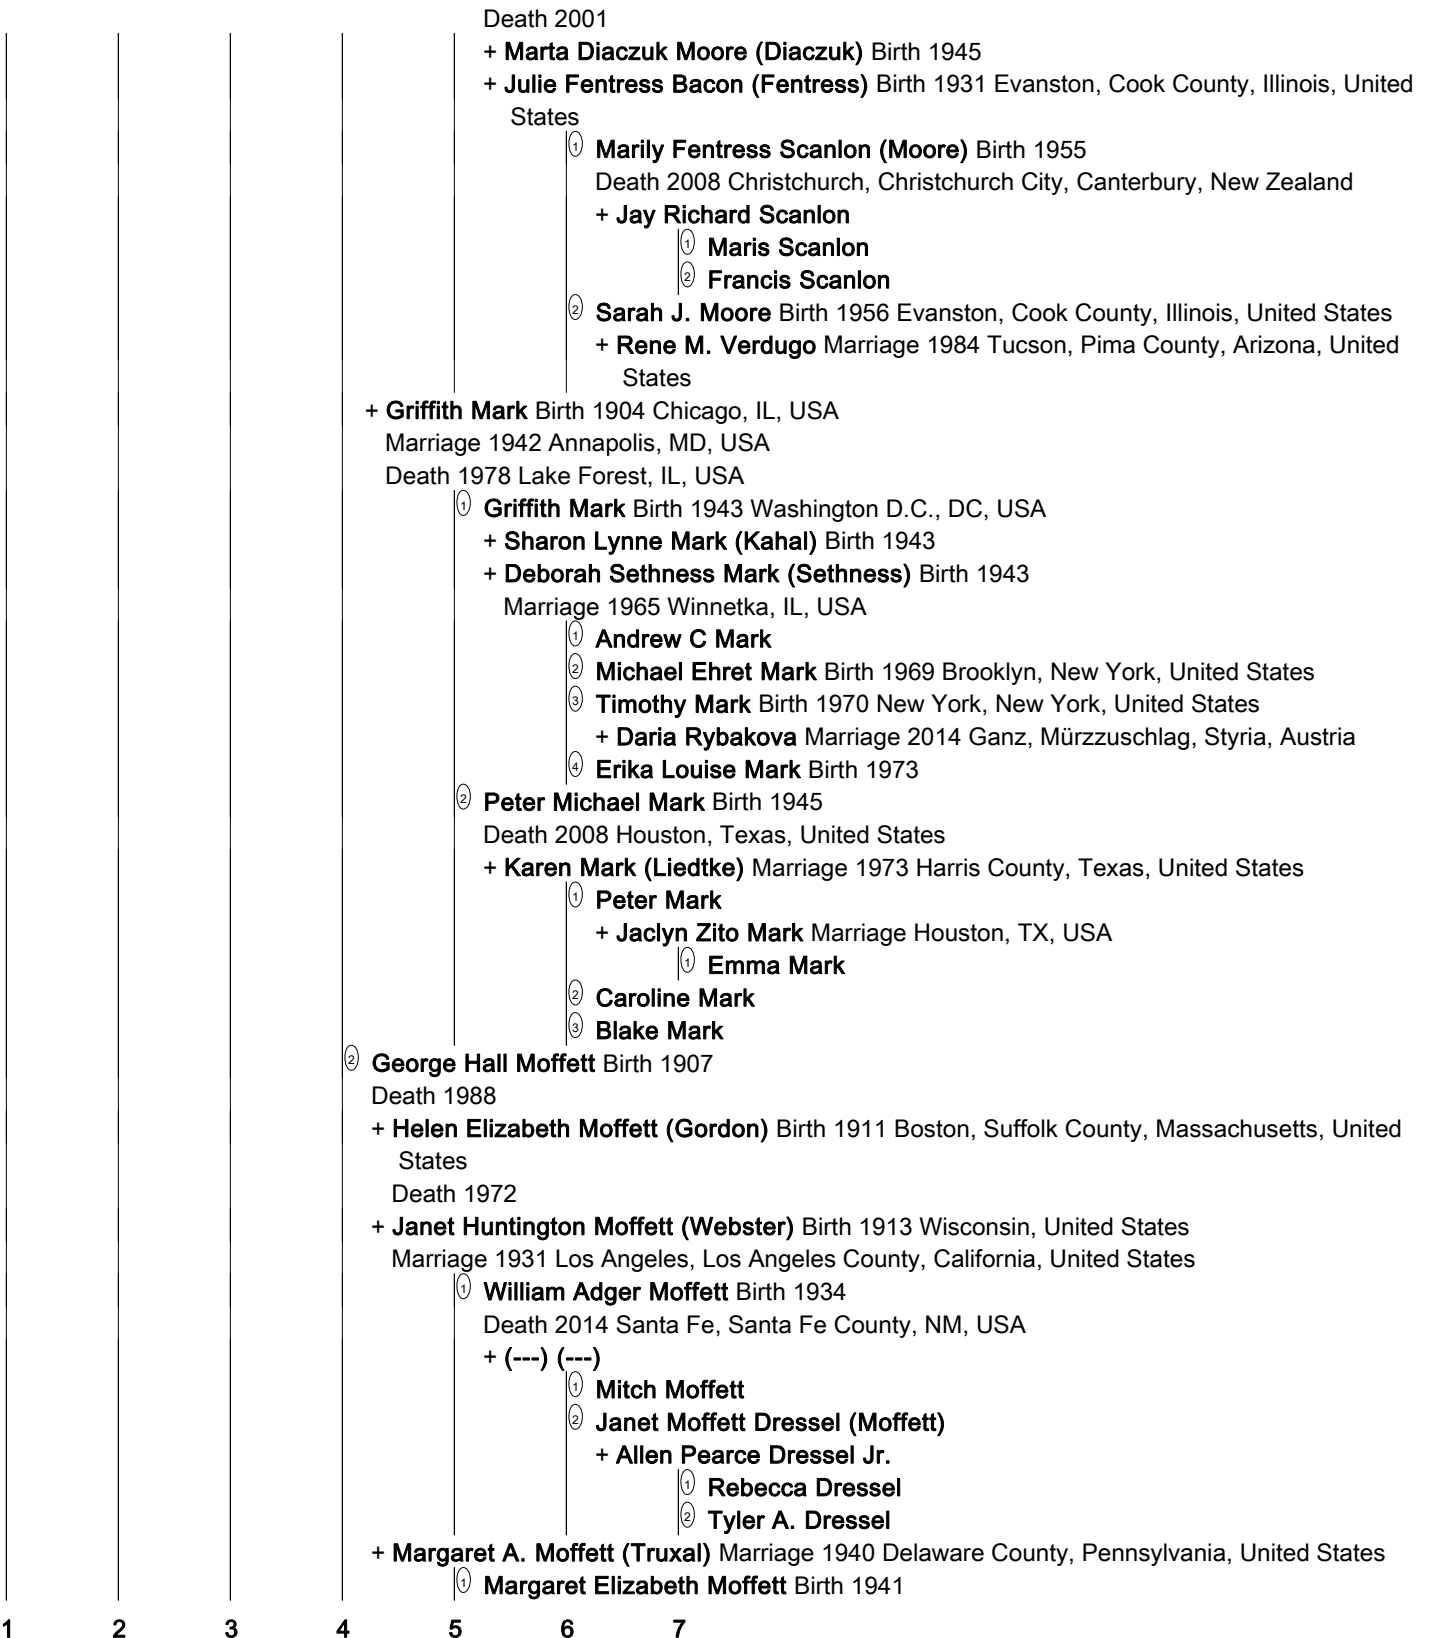 Death 2001
+ Marta Diaczuk Moore (Diaczuk) Birth 1945
+ Julie Fentress Bacon (Fentress) Birth 1931 Evanston, Cook County, Illinois, United
States
1 Marily Fentress Scanlon (Moore) Birth 1955
Death 2008 Christchurch, Christchurch City, Canterbury, New Zealand
+ Jay Richard Scanlon
1 Maris Scanlon
2 Francis Scanlon
2 Sarah J. Moore Birth 1956 Evanston, Cook County, Illinois, United States
+ Rene M. Verdugo Marriage 1984 Tucson, Pima County, Arizona, United
States
+ Griffith Mark Birth 1904 Chicago, IL, USA
Marriage 1942 Annapolis, MD, USA
Death 1978 Lake Forest, IL, USA
1 Griffith Mark Birth 1943 Washington D.C., DC, USA
+ Sharon Lynne Mark (Kahal) Birth 1943
+ Deborah Sethness Mark (Sethness) Birth 1943
Marriage 1965 Winnetka, IL, USA
1 Andrew C Mark
2 Michael Ehret Mark Birth 1969 Brooklyn, New York, United States
3 Timothy Mark Birth 1970 New York, New York, United States
+ Daria Rybakova Marriage 2014 Ganz, Mürzzuschlag, Styria, Austria
4 Erika Louise Mark Birth 1973
2 Peter Michael Mark Birth 1945
Death 2008 Houston, Texas, United States
+ Karen Mark (Liedtke) Marriage 1973 Harris County, Texas, United States
1 Peter Mark
+ Jaclyn Zito Mark Marriage Houston, TX, USA
1 Emma Mark
2 Caroline Mark
3 Blake Mark
2 George Hall Moffett Birth 1907
Death 1988
+ Helen Elizabeth Moffett (Gordon) Birth 1911 Boston, Suffolk County, Massachusetts, United
States
Death 1972
+ Janet Huntington Moffett (Webster) Birth 1913 Wisconsin, United States
Marriage 1931 Los Angeles, Los Angeles County, California, United States
1 William Adger Moffett Birth 1934
Death 2014 Santa Fe, Santa Fe County, NM, USA
+ (---) (---)
1 Mitch Moffett
2 Janet Moffett Dressel (Moffett)
+ Allen Pearce Dressel Jr.
1 Rebecca Dressel
2 Tyler A. Dressel
+ Margaret A. Moffett (Truxal) Marriage 1940 Delaware County, Pennsylvania, United States
1 Margaret Elizabeth Moffett Birth 1941
1 2 3 4 5 6 7